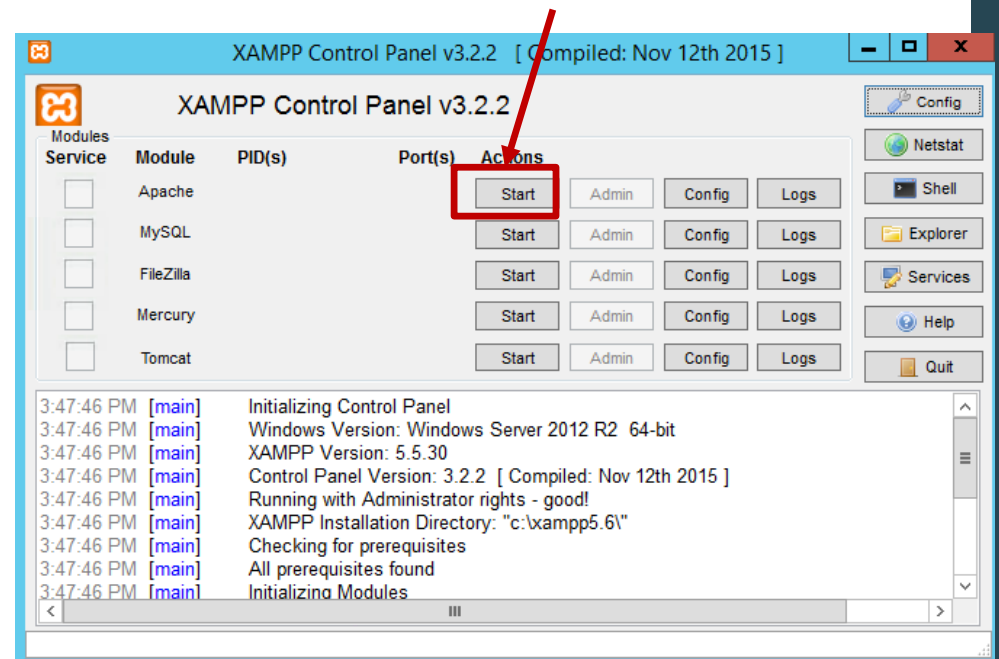 XAMPP Control Panel v3.2.2 [ Compiled: Nov 12th 2015 ]
XAMPP Control Panel v3.2.2
Config
Modules
Service Module PID(s) Port(s) Actions
Netstat
Apache Start Admin Config Logs
Shell
MySQL Start Admin Config Logs
Explorer
FileZilla Start Admin Config Logs
Services
Mercury Start Admin Config Logs
Help
Tomcat Start Admin Config Logs
Quit
3:47:46 PM [main] Initializing Control Panel
3:47:46 PM [main] Windows Version: Windows Server 2012 R2 64-bit
3:47:46 PM [main] XAMPP Version: 5.5.30
3:47:46 PM [main] Control Panel Version: 3.2.2 [ Compiled: Nov 12th 2015 ]
3:47:46 PM [main] Running with Administrator rights - good!
3:47:46 PM [main] XAMPP Installation Directory: "c:\xampp5.6\"
3:47:46 PM [main] Checking for prerequisites
3:47:46 PM [main] All prerequisites found
3:47:46 PM [main] Initializing Modules